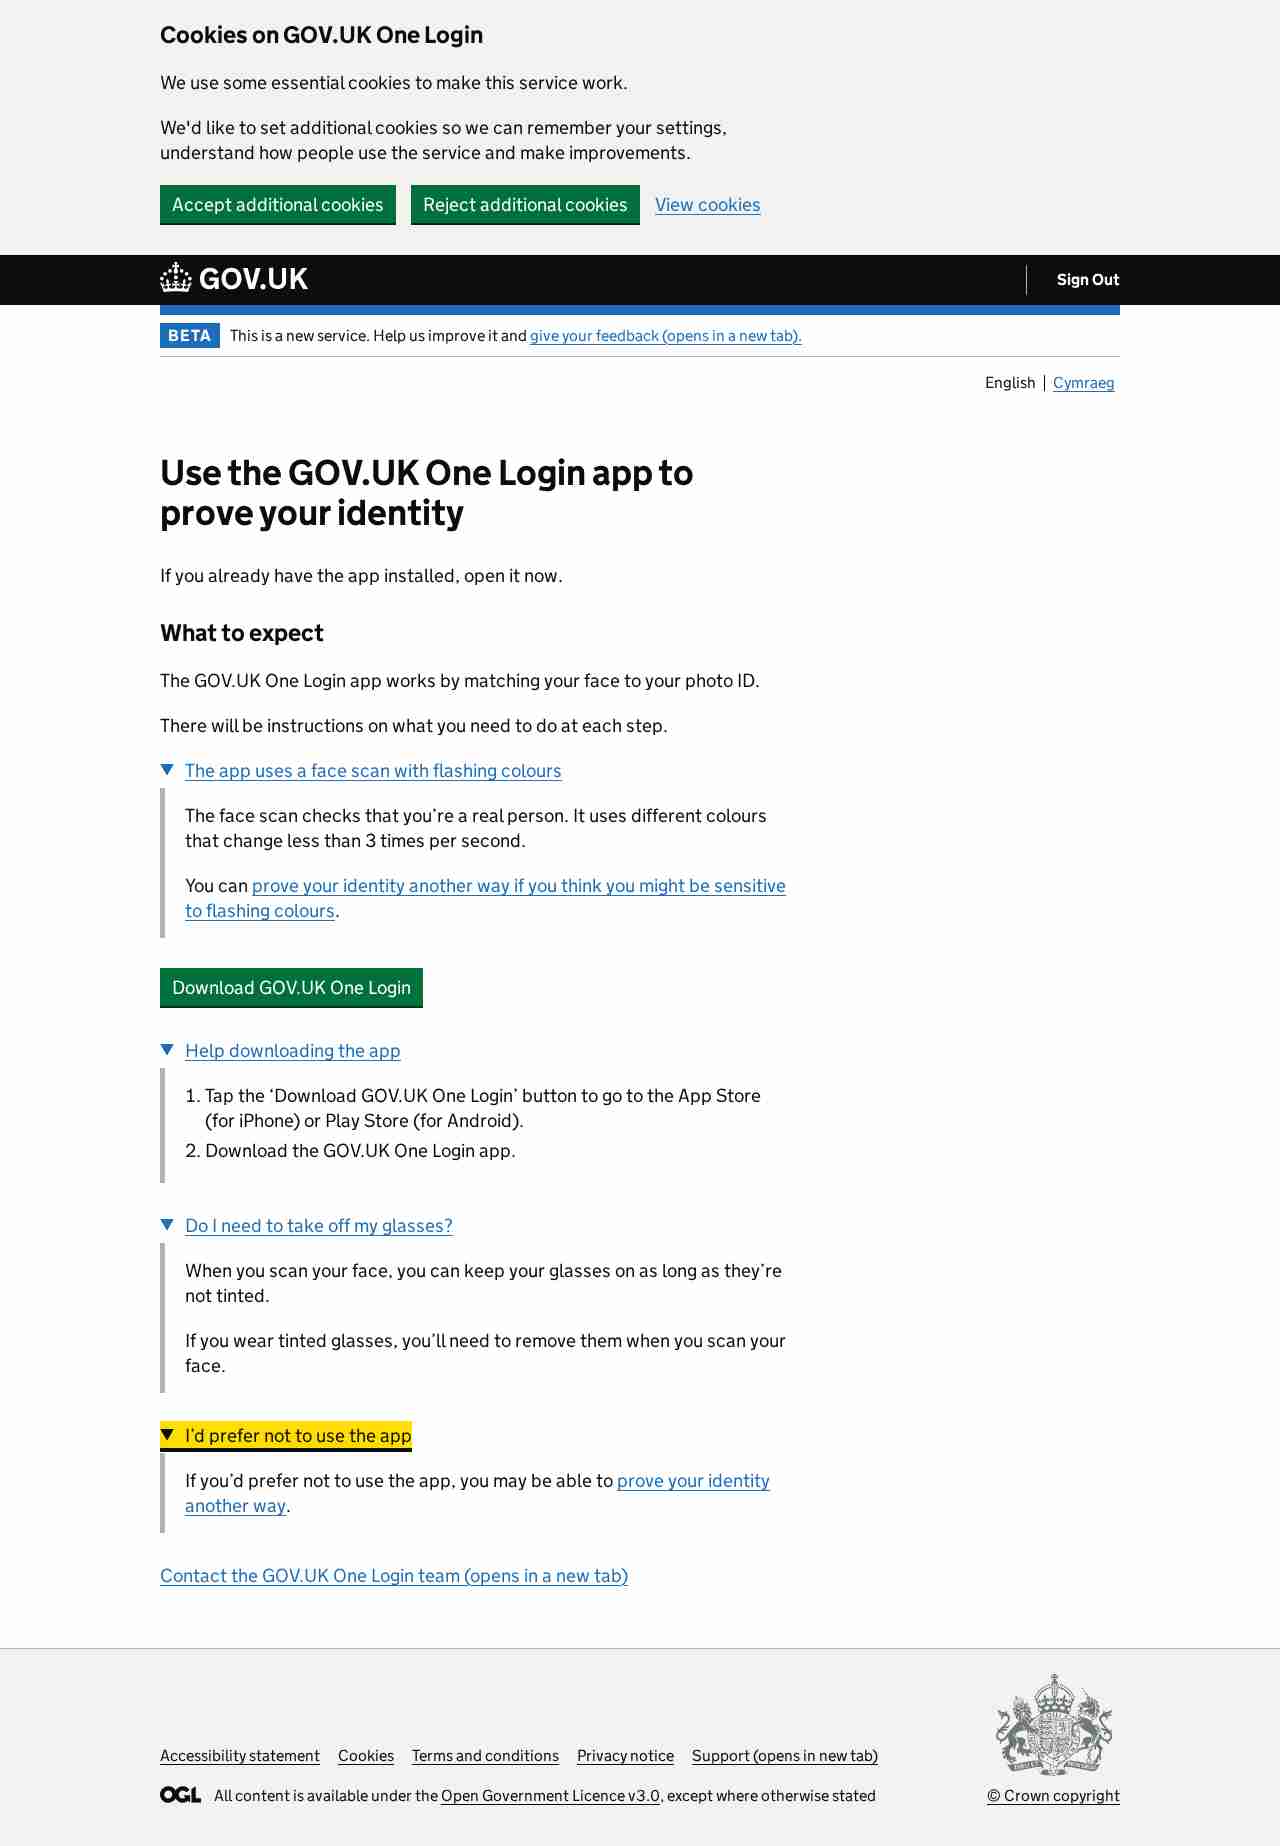 Cookies on GOV.UK One Login
We use some essential cookies to make this service work.
We'd like to set additional cookies so we can remember your settings,
understand how people use the service and make improvements.
Accept additional cookies
Reject additional cookies
View cookies
GOV.UK
Sign Out
BETA
This is a new service. Help us improve it and give your feedback (opens in a new tab).
English
Cymraeg
Use the GOV.UK One Login app to
prove your identity
If you already have the app installed, open it now.
What to expect
The GOV.UK One Login app works by matching your face to your photo ID.
There will be instructions on what you need to do at each step.
The app uses a face scan with flashing colours
The face scan checks that you’re a real person. It uses different colours
that change less than 3 times per second.
You can prove your identity another way if you think you might be sensitive
to flashing colours.
Download GOV.UK One Login
Help downloading the app
1. Tap the ‘Download GOV.UK One Login’ button to go to the App Store
(for iPhone) or Play Store (for Android).
2. Download the GOV.UK One Login app.
Do I need to take off my glasses?
When you scan your face, you can keep your glasses on as long as they’re
not tinted.
If you wear tinted glasses, you’ll need to remove them when you scan your
face.
I’d prefer not to use the app
If you’d prefer not to use the app, you may be able to prove your identity
another way.
Contact the GOV.UK One Login team (opens in a new tab)
Accessibility statement
Cookies
Terms and conditions
Privacy notice
Support (opens in new tab)
OGL
All content is available under the Open Government Licence v3.0, except where otherwise stated
© Crown copyright